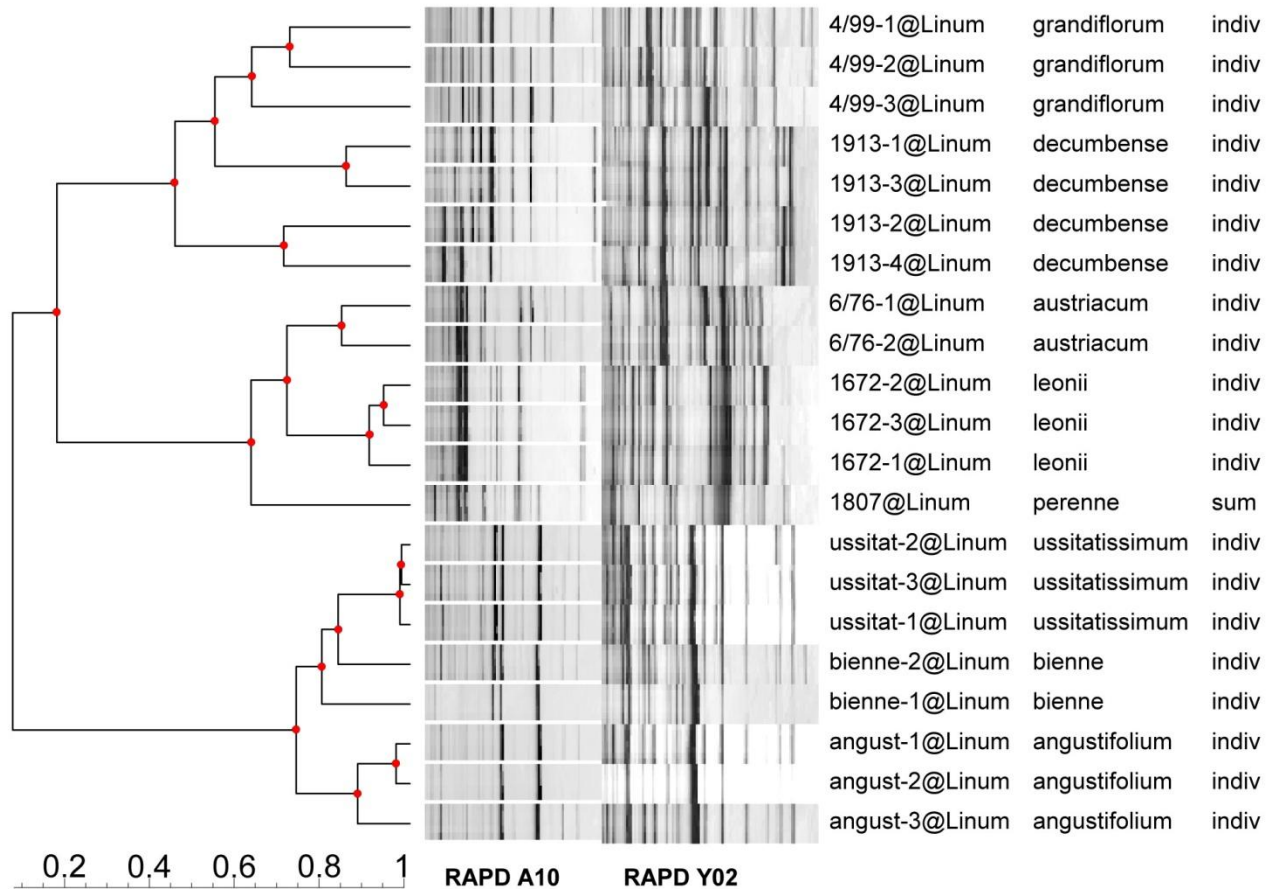 4/99-1@Linum grandiflorum indiv
4/99-2@Linum grandiflorum indiv
4/99-3@Linum grandiflorum indiv
1913-1@Linum decumbense indiv
1913-3@Linum decumbense indiv
1913-2@Linum decumbense indiv
1913-4@Linum decumbense indiv
6/76-1@Linum austriacum indiv
6/76-2@Linum austriacum indiv
1672-2@Linum leonii indiv
1672-3@Linum leonii indiv
1672-1@Linum leonii indiv
1807@Linum perenne sum
ussitat-2@Linum ussitatissimum indiv
ussitat-3@Linum ussitatissimum indiv
ussitat-1@Linum ussitatissimum indiv
bienne-2@Linum bienne indiv
bienne-1@Linum bienne indiv
angust-1@Linum angustifolium indiv
angust-2@Linum angustifolium indiv
angust-3@Linum angustifolium indiv
0.2 0.4 0.6 0.8 1
RAPD A10 RAPD Y02